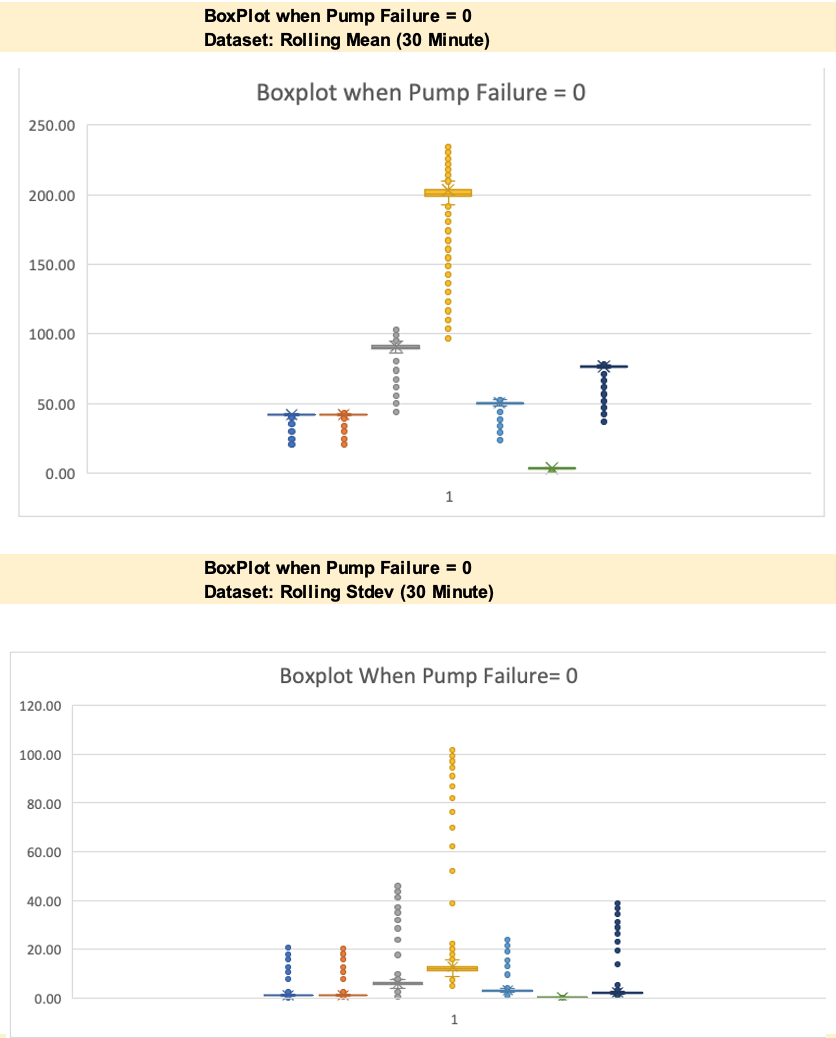 BoxPlot when Pump Failure = 0
Dataset: Rolling Mean (30 Minute)
Boxplot when Pump Failure = 0
250.00
200.00
150.00
100.00
50.00
0.00
1
BoxPlot when Pump Failure = 0
Dataset: Rolling Stdev (30 Minute)
Boxplot When Pump Failure= 0
120.00
100.00
80.00
60.00
40.00
20.00
0.00
1